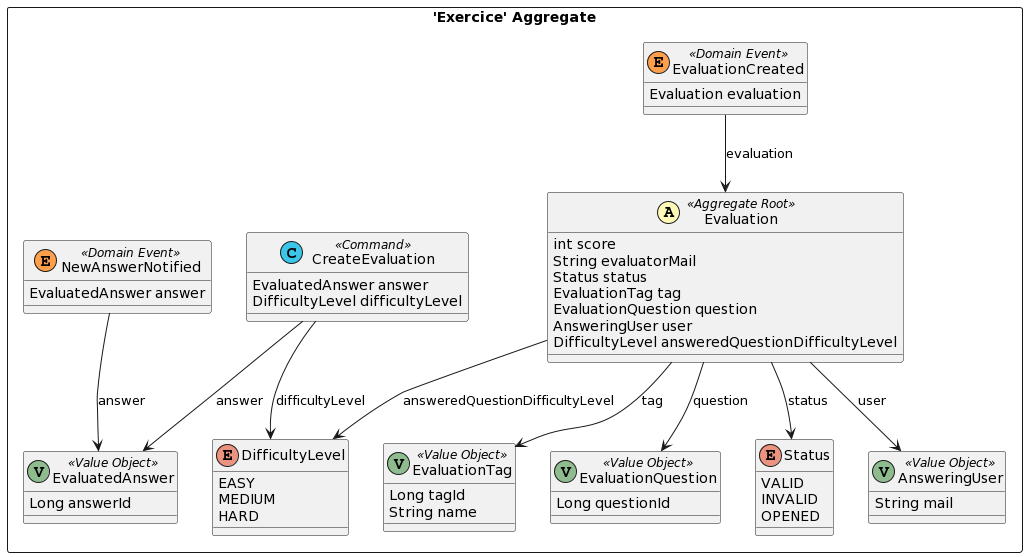 'Exercice' Aggregate
E
«Domain Event»
EvaluationCreated
Evaluation evaluation
evaluation
A
«Aggregate Root»
Evaluation
int score
String evaluatorMail
Status status
EvaluationTag tag
EvaluationQuestion question
AnsweringUser user
DifficultyLevel answeredQuestionDifficultyLevel
E
«Domain Event»
NewAnswerNotified
EvaluatedAnswer answer
C
«Command»
CreateEvaluation
EvaluatedAnswer answer
DifficultyLevel difficultyLevel
answer
answer
difficultyLevel
answeredQuestionDifficultyLevel
tag
question
status
user
V
«Value Object»
EvaluatedAnswer
Long answerId
E
DifficultyLevel
EASY
MEDIUM
HARD
V
«Value Object»
EvaluationTag
Long tagId
String name
V
«Value Object»
EvaluationQuestion
Long questionId
E
Status
VALID
INVALID
OPENED
V
«Value Object»
AnsweringUser
String mail